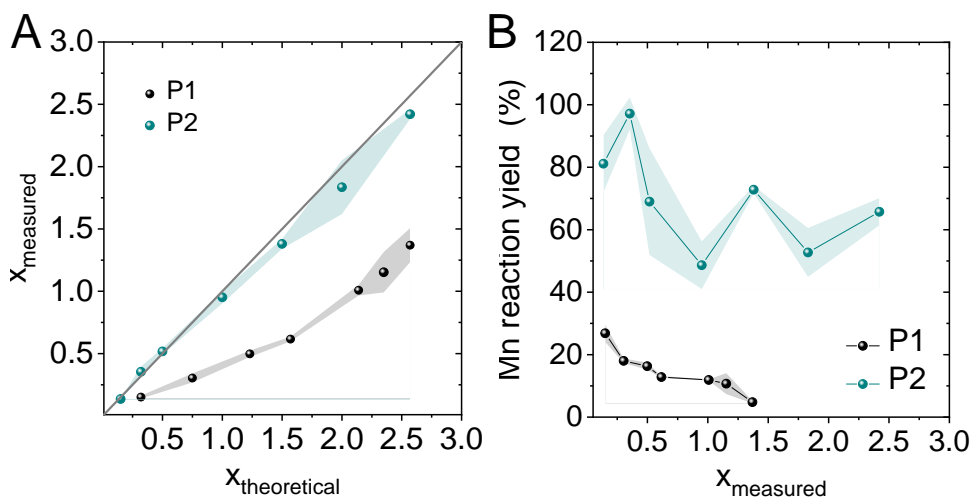 A
3.0
2.5
2.0
1.5
1.0
0.5
x_measured
P1
P2
0.5 1.0 1.5 2.0 2.5 3.0
x_theoretical
B
120
100
80
60
40
20
0
Mn reaction yield (%)
P1
P2
0.0 0.5 1.0 1.5 2.0 2.5 3.0
x_measured